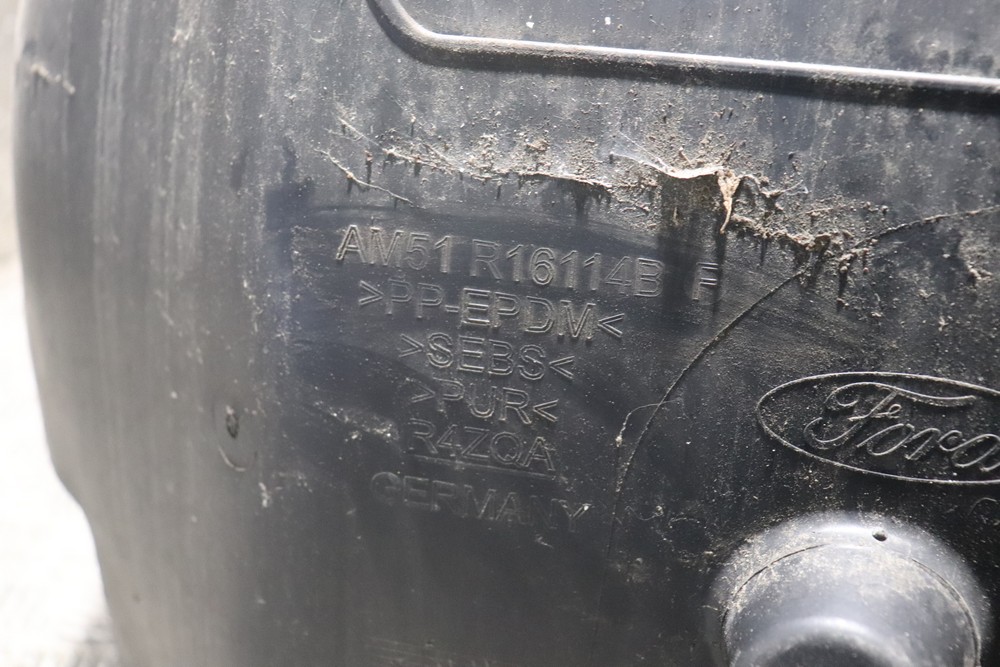 AM51 R16114B F
>PP-EPDM<
>SEBS<
>PUR<
R4ZQA
GERMANY
Ford